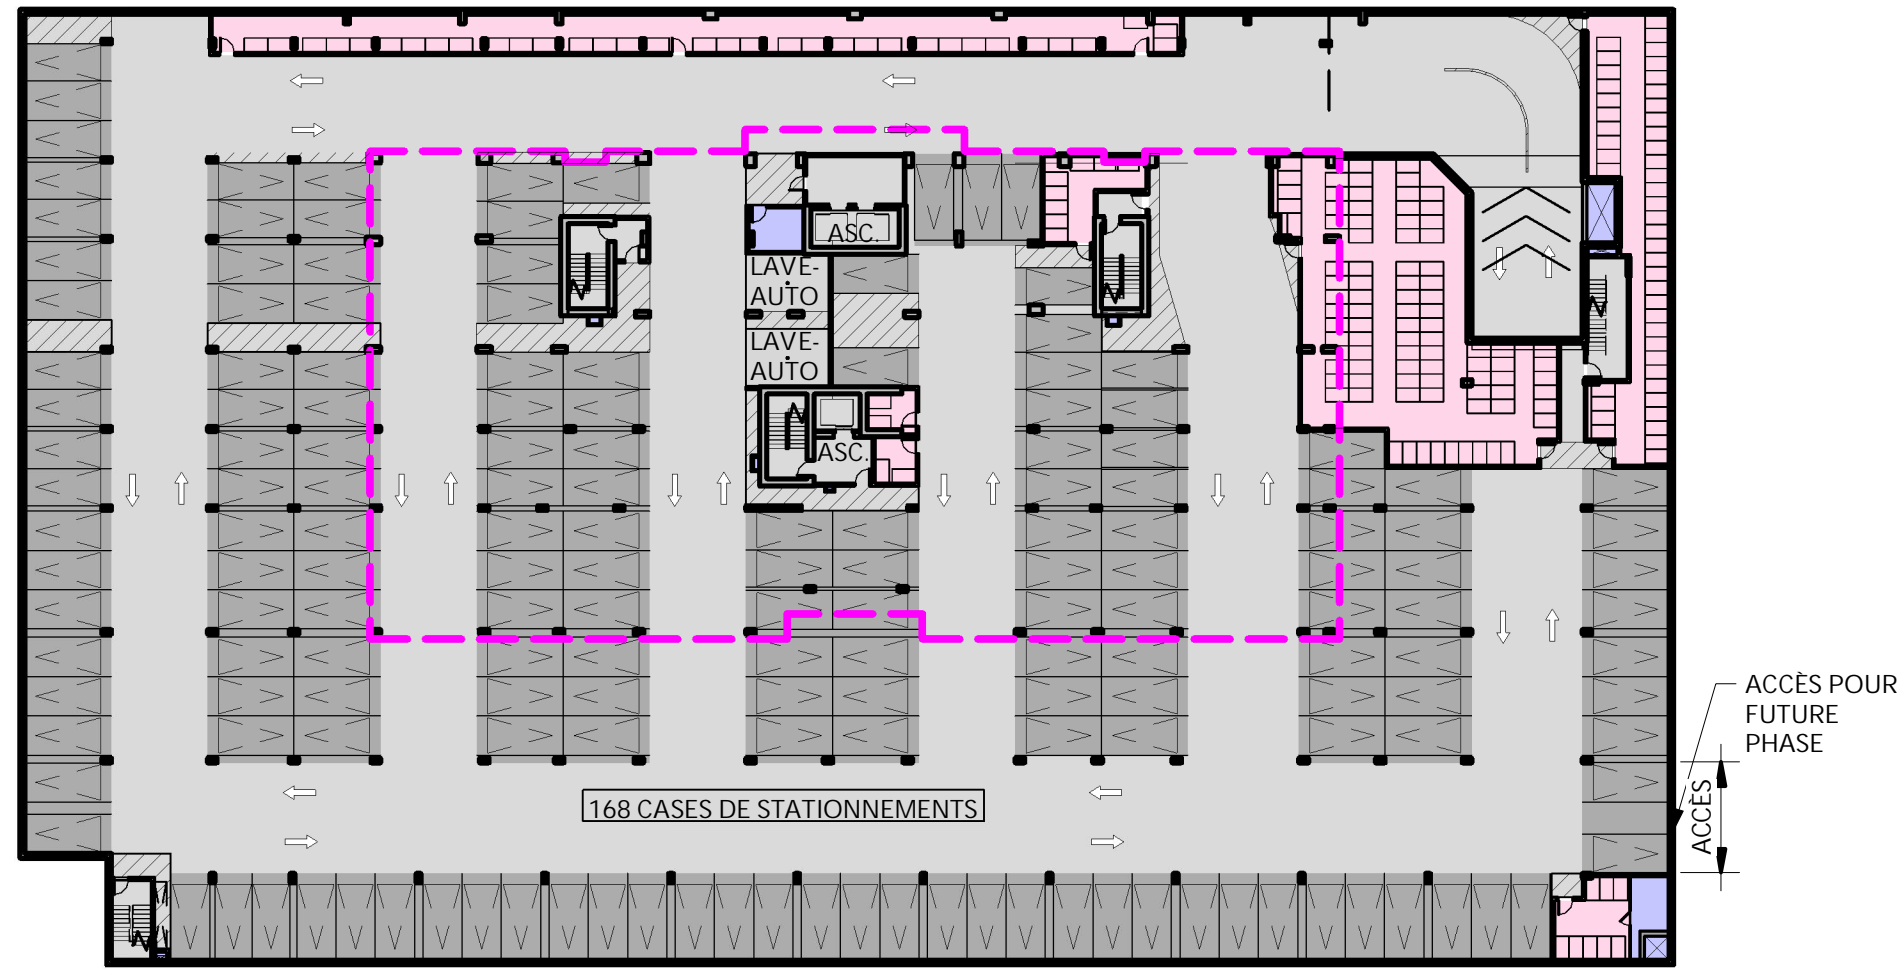 ASC.
LAVE-
AUTO
LAVE-
AUTO
ASC.
ACCÈS POUR
FUTURE
PHASE
ACCÈS
168 CASES DE STATIONNEMENTS